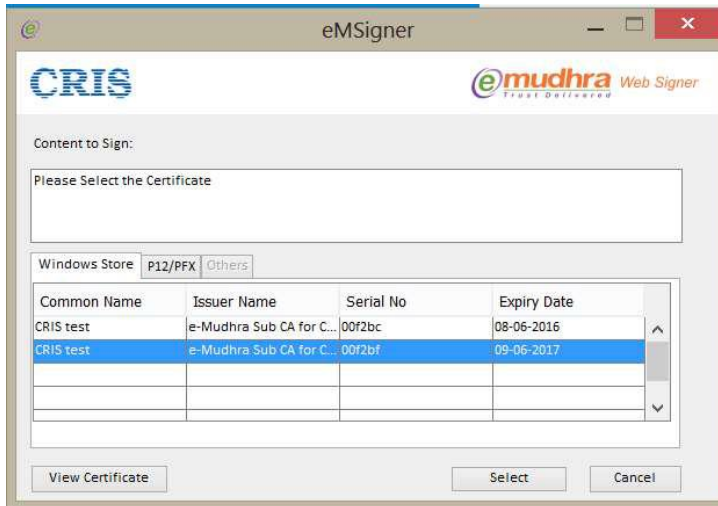 eMSigner
CRIS
emudhra Web Signer
Trust Delivered
Content to Sign:
Please Select the Certificate
Windows Store P12/PFX Others
Common Name Issuer Name Serial No Expiry Date
CRIS test e-Mudhra Sub CA for C... 00f2bc 08-06-2016
CRIS test e-Mudhra Sub CA for C... 00f2bf 09-06-2017
View Certificate Select Cancel